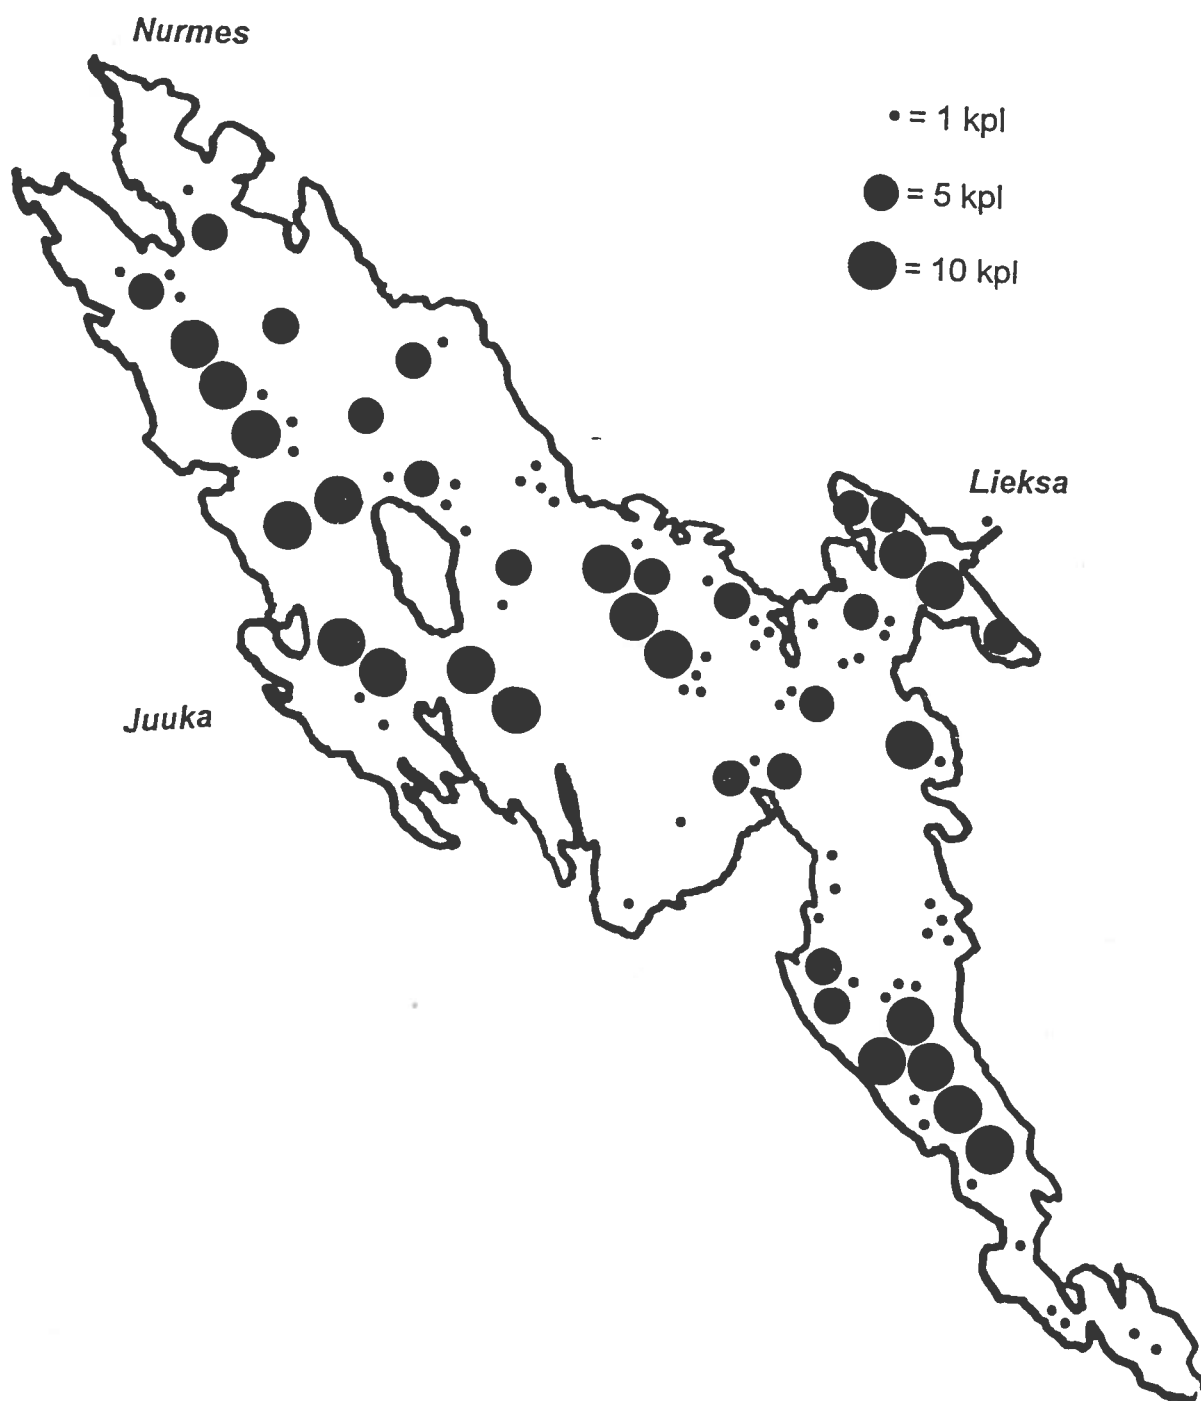 Nurmes
• = 1 kpl
● = 5 kpl
● = 10 kpl
Lieksa
Juuka